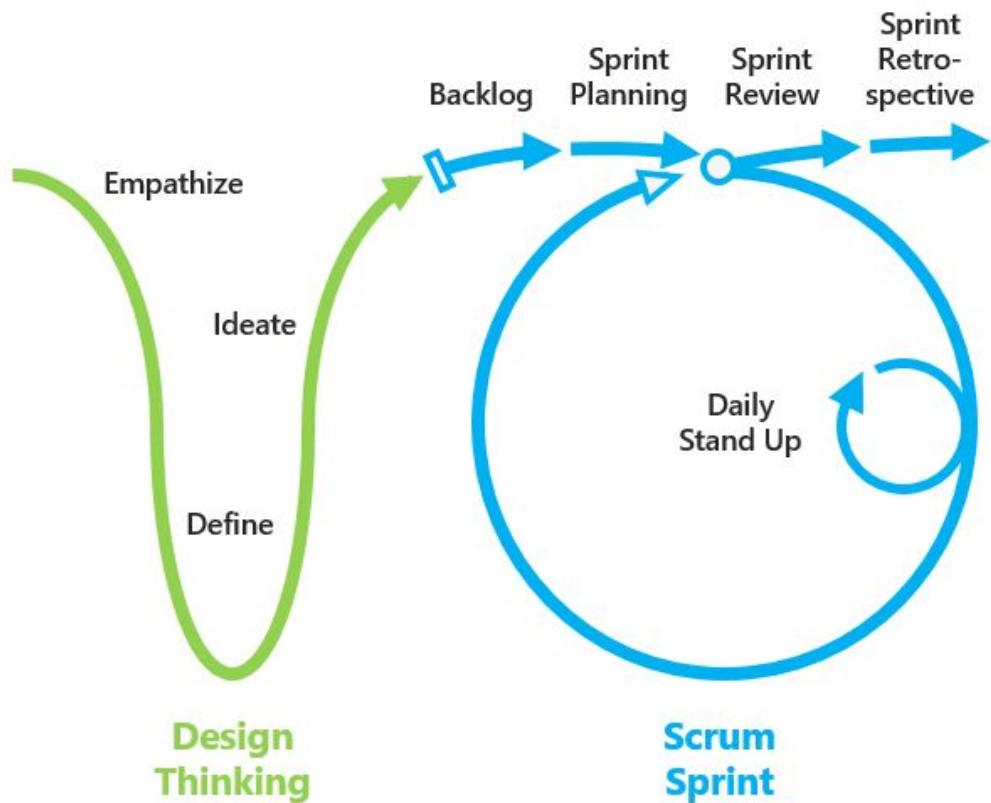 Empathize
Define
Ideate
Design
Thinking
Backlog
Sprint
Planning
Sprint
Review
Sprint
Retro-
spective
Daily
Stand Up
Scrum
Sprint